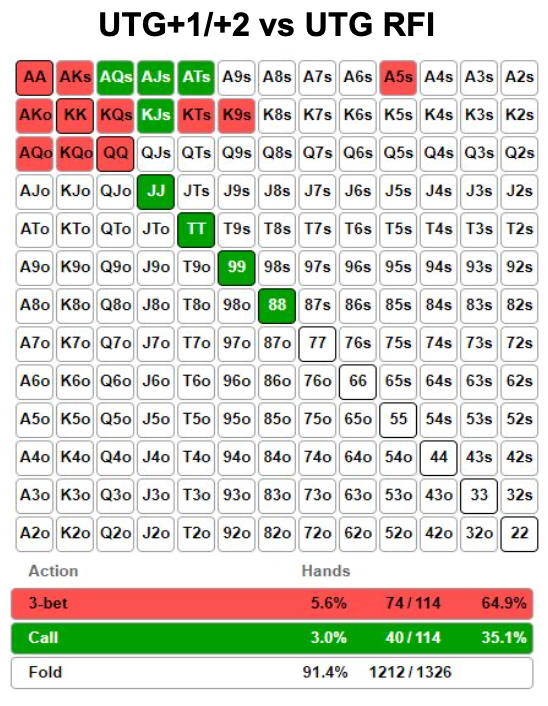 UTG+1/+2 vs UTG RFI
AA AKs AQs AJs ATs A9s A8s A7s A6s A5s A4s A3s A2s
AKo KK KQs KJs KTs K9s K8s K7s K6s K5s K4s K3s K2s
AQo KQo QQ QJs QTs Q9s Q8s Q7s Q6s Q5s Q4s Q3s Q2s
AJo KJo QJo JJ JTs J9s J8s J7s J6s J5s J4s J3s J2s
ATo KTo QTo JTo TT T9s T8s T7s T6s T5s T4s T3s T2s
A9o K9o Q9o J9o T9o 99 98s 97s 96s 95s 94s 93s 92s
A8o K8o Q8o J8o T8o 98o 88 87s 86s 85s 84s 83s 82s
A7o K7o Q7o J7o T7o 97o 87o 77 76s 75s 74s 73s 72s
A6o K6o Q6o J6o T6o 96o 86o 76o 66 65s 64s 63s 62s
A5o K5o Q5o J5o T5o 95o 85o 75o 65o 55 54s 53s 52s
A4o K4o Q4o J4o T4o 94o 84o 74o 64o 54o 44 43s 42s
A3o K3o Q3o J3o T3o 93o 83o 73o 63o 53o 43o 33 32s
A2o K2o Q2o J2o T2o 92o 82o 72o 62o 52o 42o 32o 22
Action Hands
3-bet 5.6% 74/114 64.9%
Call 3.0% 40/114 35.1%
Fold 91.4% 1212/1326